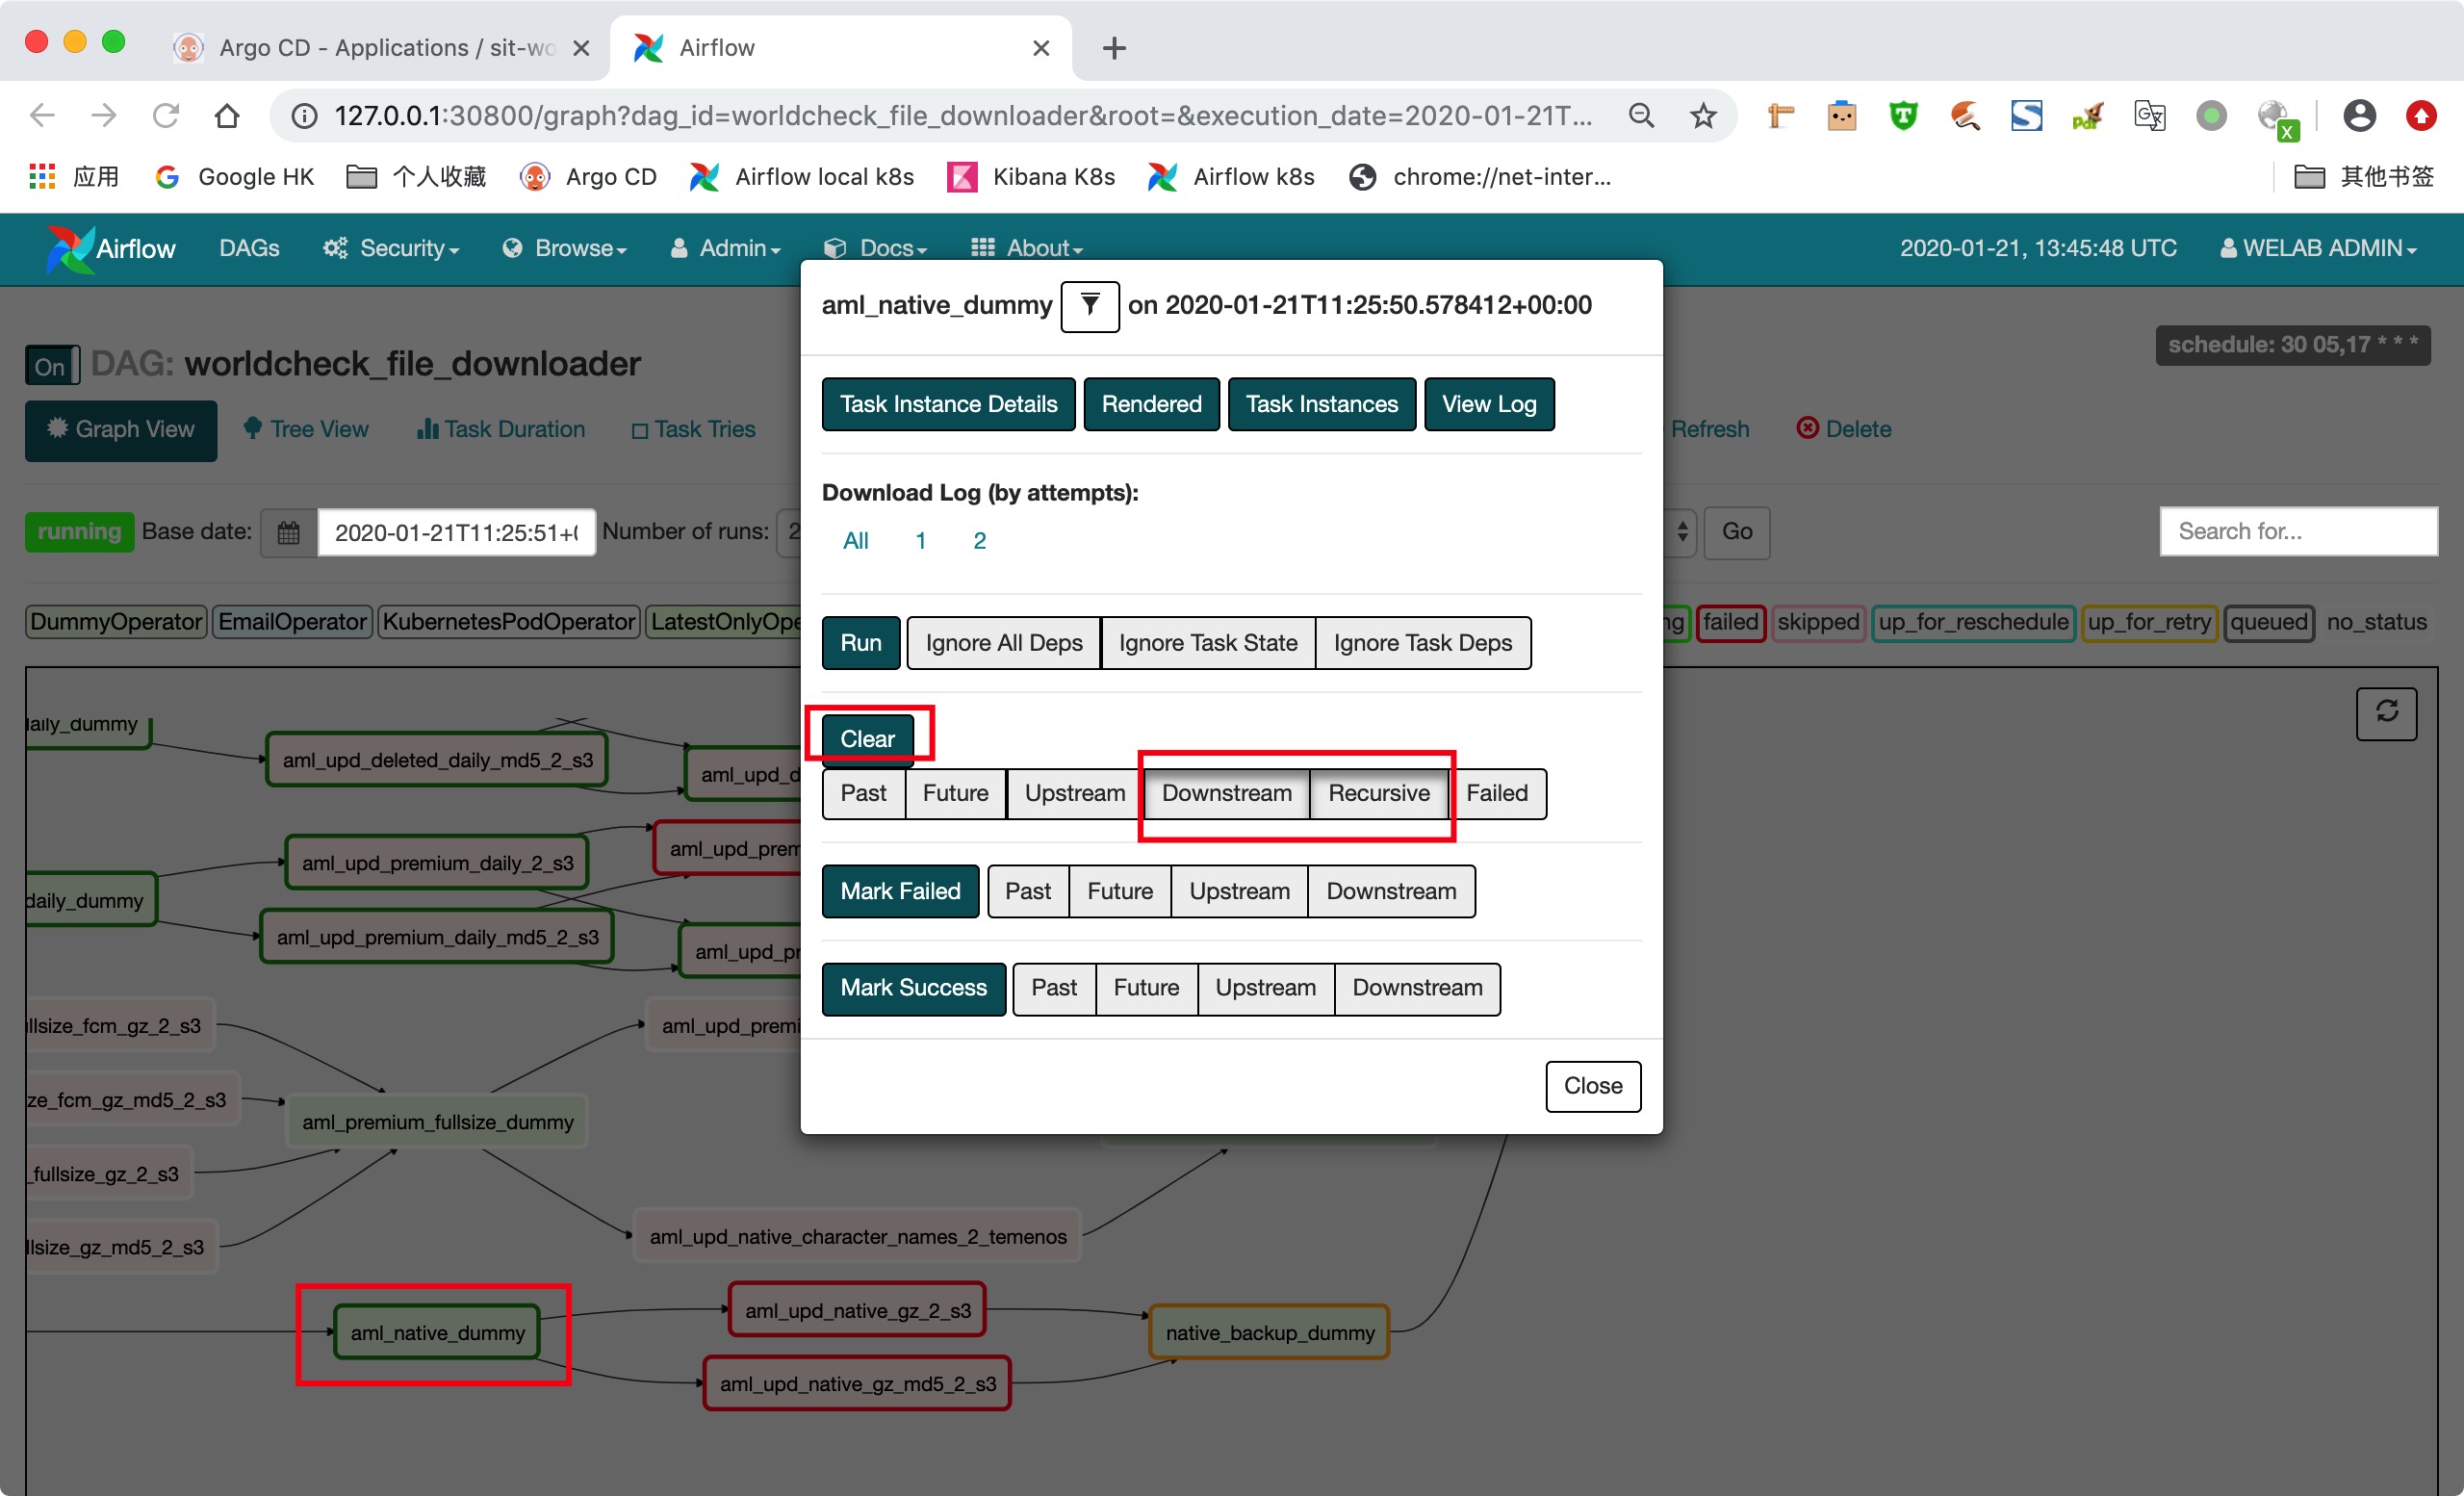 Argo CD - Applications / sit-wo
Airflow
127.0.0.1:30800/graph?dag_id=worldcheck_file_downloader&root=&execution_date=2020-01-21T...
应用
Google HK
个人收藏
Argo CD
Airflow local k8s
Kibana K8s
Airflow k8s
chrome://net-inter...
其他书签
Airflow
DAGs
Security
Browse
Admin
Docs
About
2020-01-21, 13:45:48 UTC
WELAB ADMIN
aml_native_dummy on 2020-01-21T11:25:50.578412+00:00
On DAG: worldcheck_file_downloader
schedule: 30 05,17 * * *
Task Instance Details
Rendered
Task Instances
View Log
Graph View
Tree View
Task Duration
Task Tries
Refresh
Delete
Download Log (by attempts):
All 1 2
running
Base date:
2020-01-21T11:25:51+
Number of runs:
2
Go
Search for...
DummyOperator
EmailOperator
KubernetesPodOperator
LatestOnlyOpe
ng
failed
skipped
up_for_reschedule
up_for_retry
queued
no_status
Run
Ignore All Deps
Ignore Task State
Ignore Task Deps
Clear
Past
Future
Upstream
Downstream
Recursive
Failed
Mark Failed
Past
Future
Upstream
Downstream
Mark Success
Past
Future
Upstream
Downstream
Close
aily_dummy
aml_upd_deleted_daily_md5_2_s3
aml_upd_d
aml_upd_premium_daily_2_s3
aml_upd_prem
daily_dummy
aml_upd_premium_daily_md5_2_s3
aml_upd_pr
llsize_fcm_gz_2_s3
aml_upd_premi
ze_fcm_gz_md5_2_s3
aml_premium_fullsize_dummy
_fullsize_gz_2_s3
llsize_gz_md5_2_s3
aml_upd_native_character_names_2_temenos
aml_native_dummy
aml_upd_native_gz_2_s3
native_backup_dummy
aml_upd_native_gz_md5_2_s3